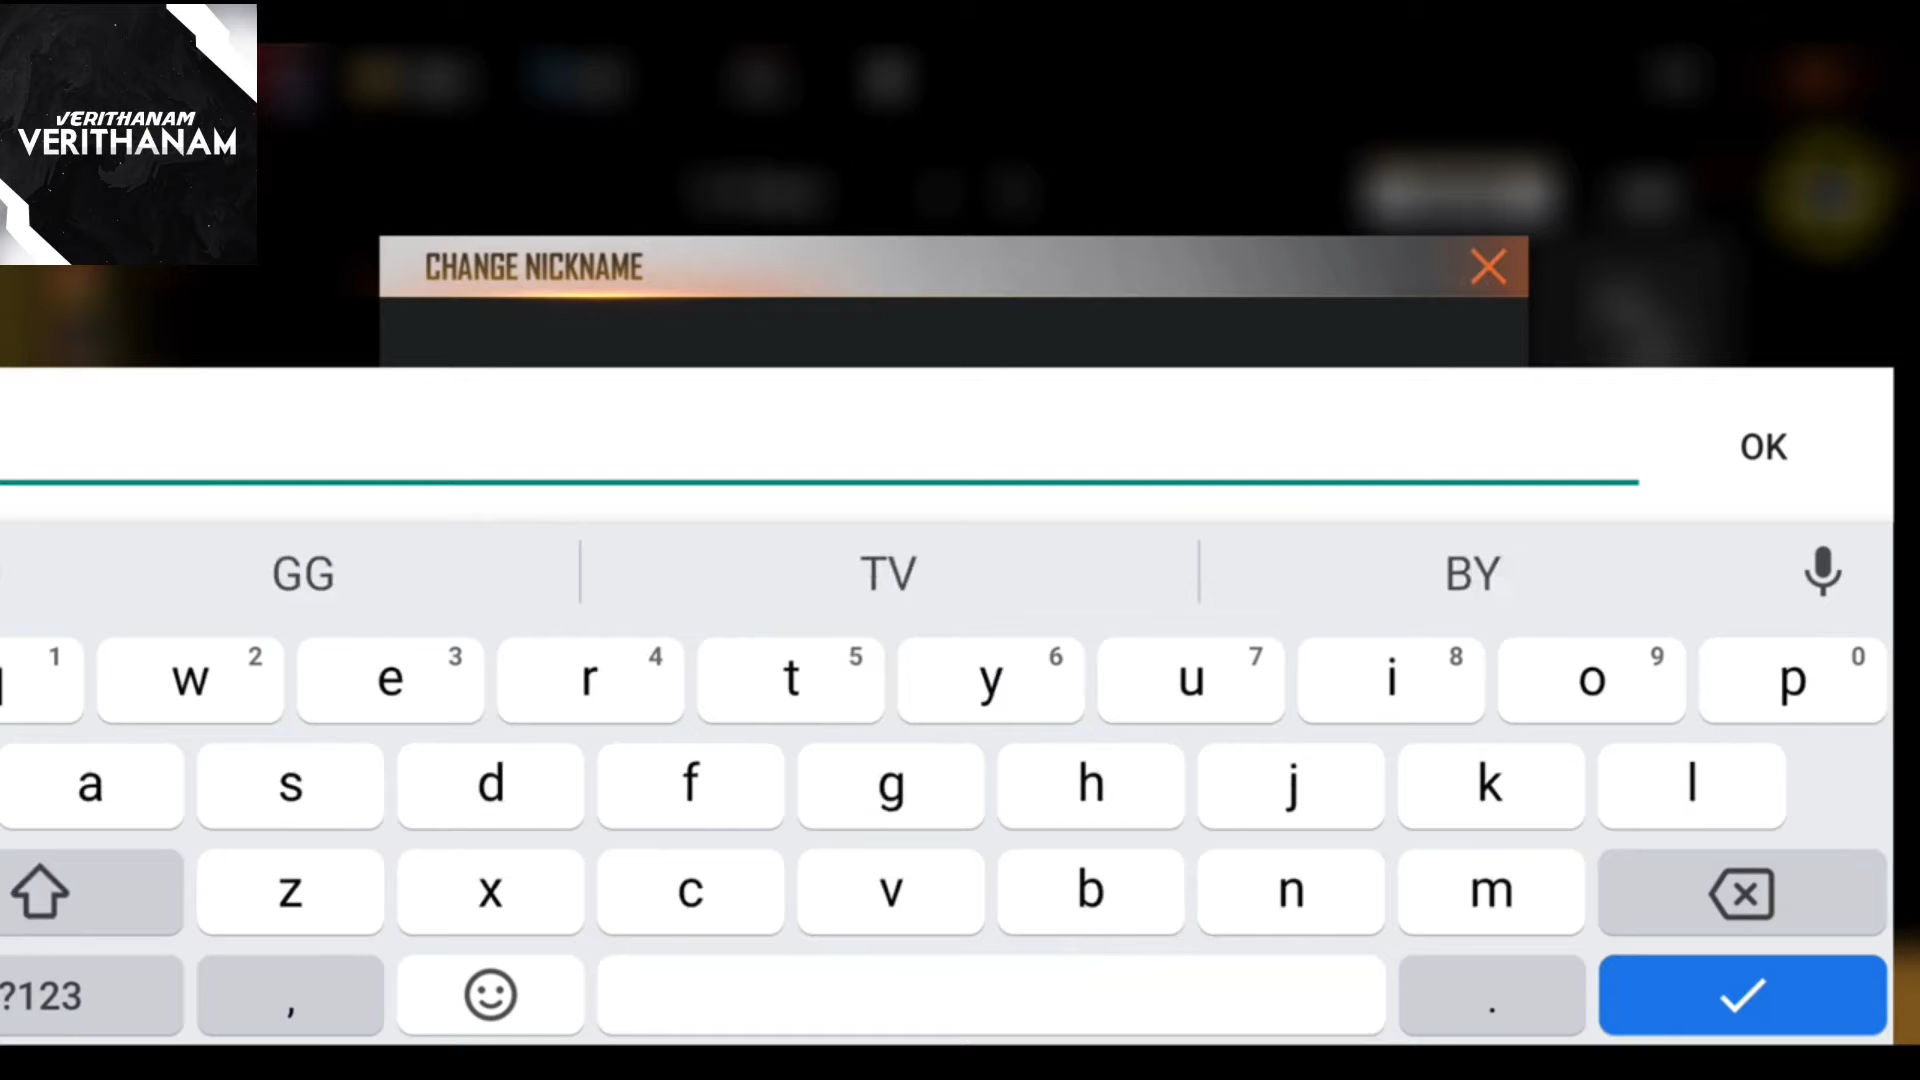 VERITHANAM
VERITHANAM
CHANGE NICKNAME
OK
GG TV BY
1 w 2 e 3 r 4 t 5 y 6 u 7 i 8 o 9 p 0
a s d f g h j k l
z x c v b n m
?123 , .